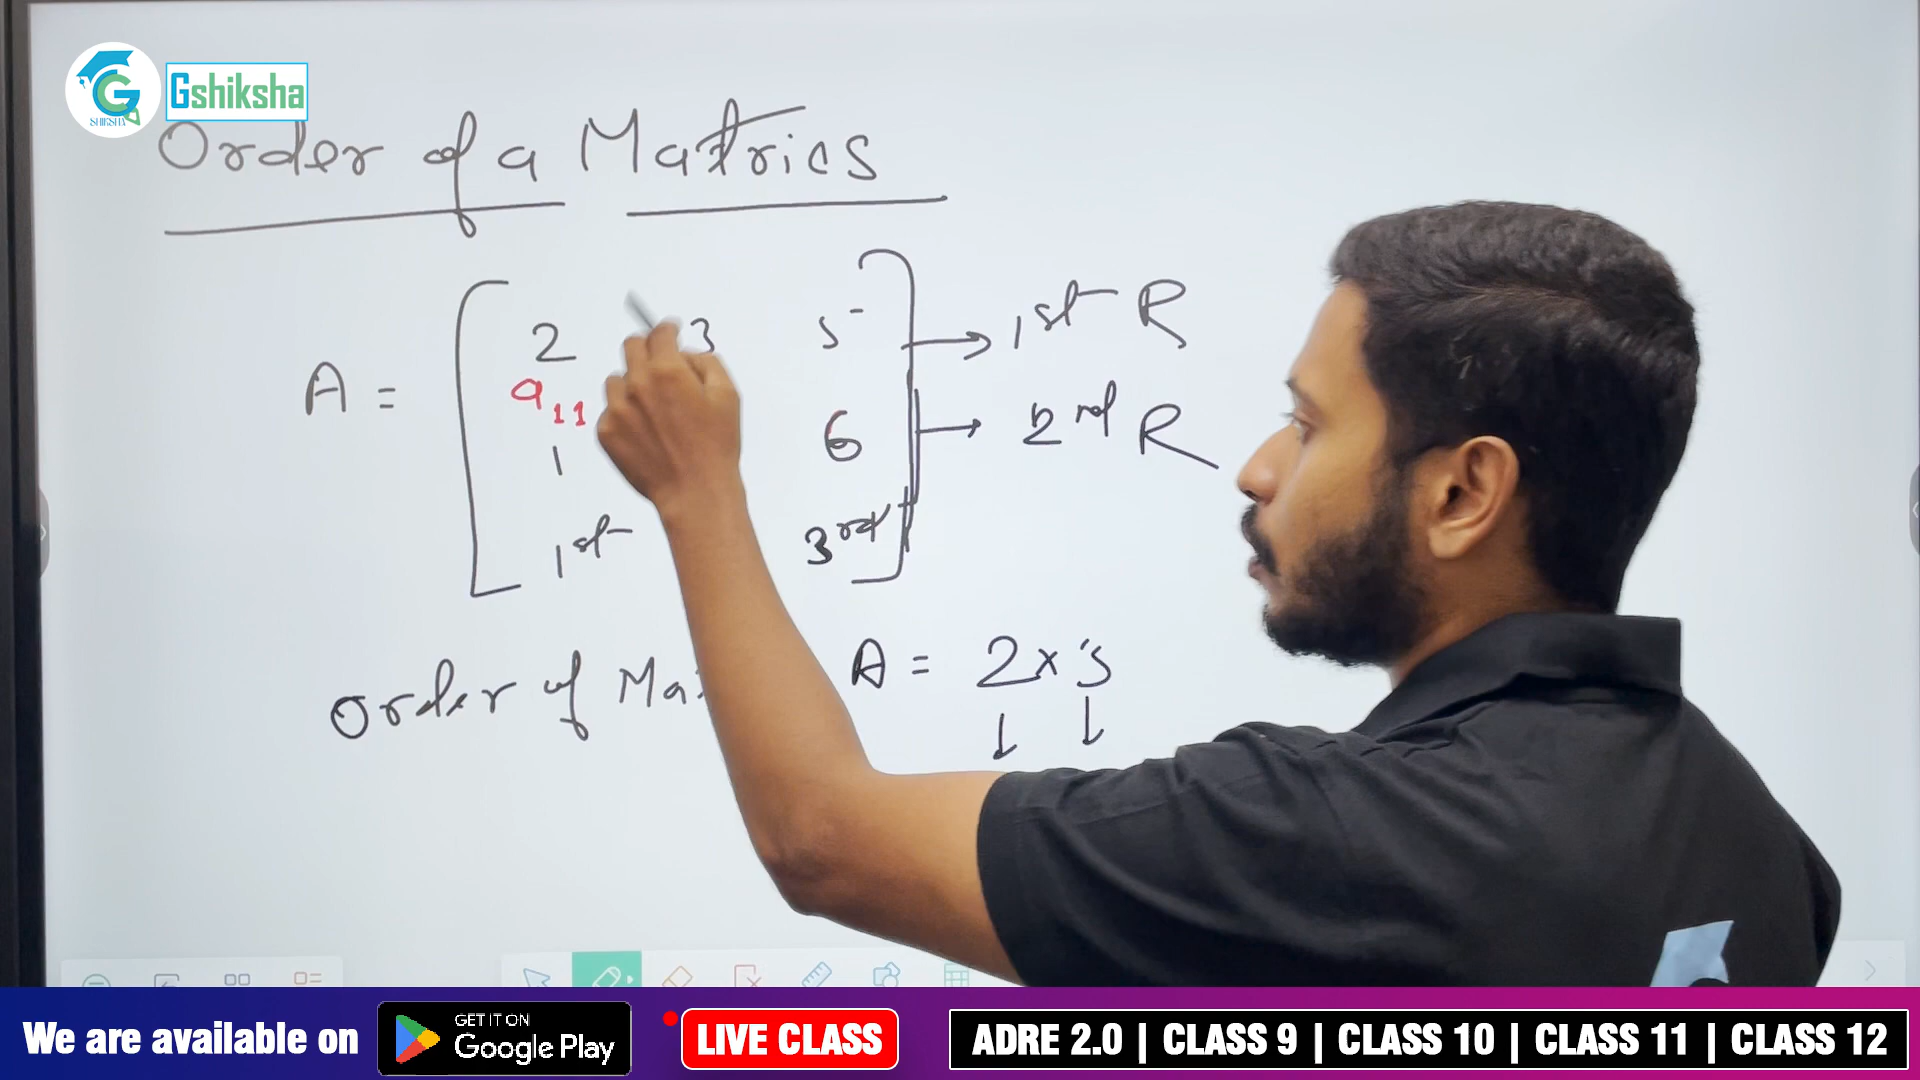 Gshiksha
SHIKSHA
Order of a Matrics
2 3 5 → 1st R
A =
a11
1 6 → 2nd R
1st 3rd
Order of Mat A = 2 x 3
We are available on
GET IT ON
Google Play
LIVE CLASS
ADRE 2.0 | CLASS 9 | CLASS 10 | CLASS 11 | CLASS 12